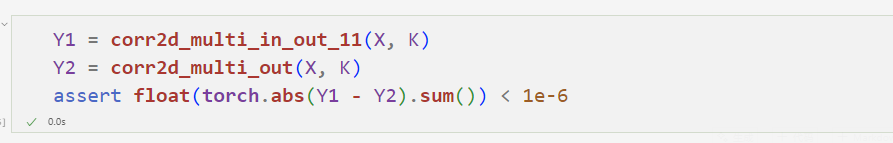 Y1 = corr2d_multi_in_out_11(X, K)
Y2 = corr2d_multi_out(X, K)
assert float(torch.abs(Y1 - Y2).sum()) < 1e-6
0.0s